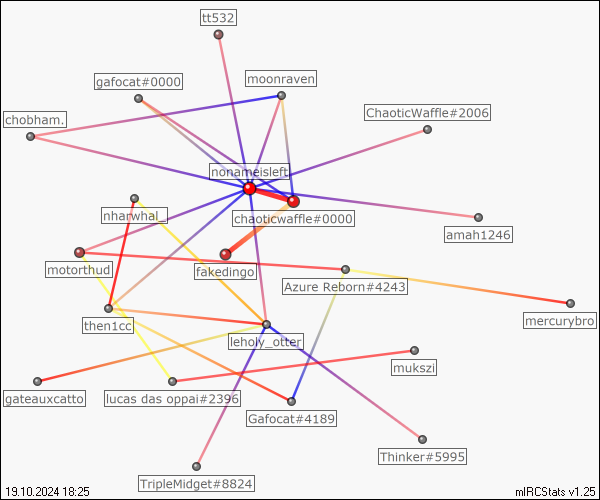 tt532
moonraven
gafocat#0000
ChaoticWaffle#2006
chobham.
nonameisleft
nharwhal_
chaoticwaffle#0000
amah1246
motorthud
fakedingo
Azure Reborn#4243
mercurybro
then1cc
leholy_otter
mukszi
gateauxcatto
lucas das oppai#2396
Gafocat#4189
Thinker#5995
TripleMidget#8824
19.10.2024 18:25
mIRCStats v1.25